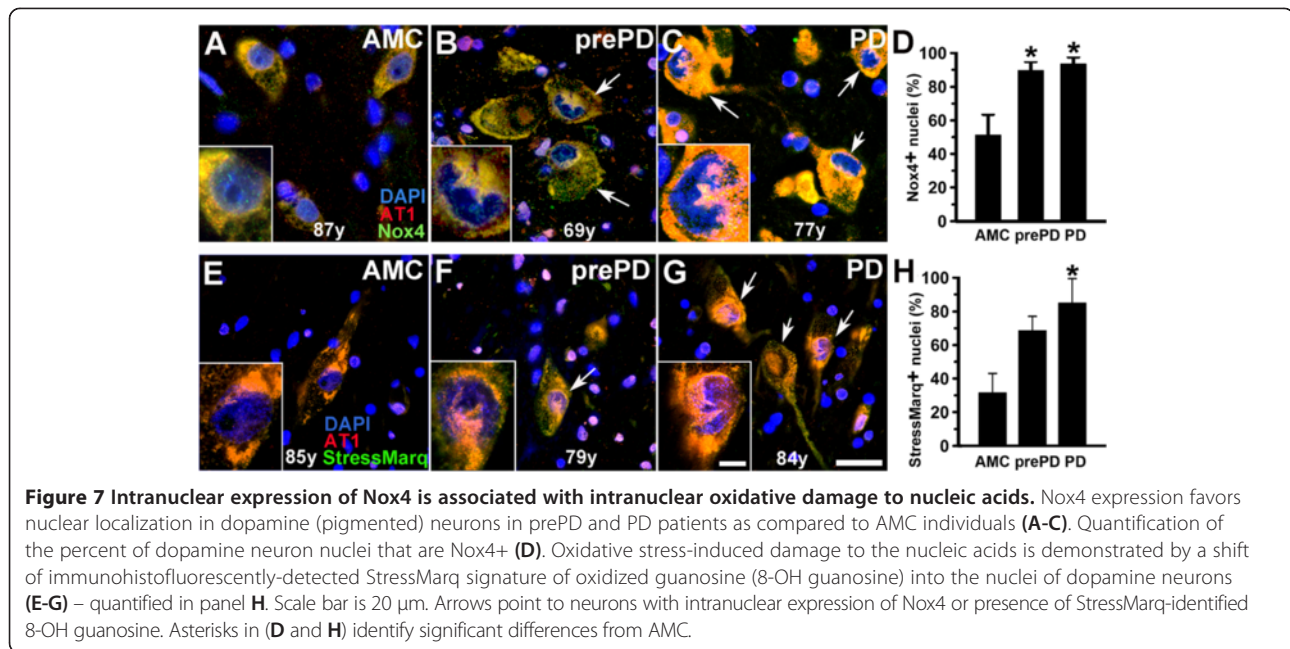 A AMC
B prePD
C PD
D
DAPI
AT1
Nox4
87y
69y
77y
Nox4+ nuclei (%)
100
80
60
40
20
0
* *
AMC prePD PD
E AMC
F prePD
G PD
H
DAPI
AT1
StressMarq
85y
79y
84y
StressMarq+ nuclei (%)
100
80
60
40
20
0
*
AMC prePD PD
Figure 7 Intranuclear expression of Nox4 is associated with intranuclear oxidative damage to nucleic acids. Nox4 expression favors
nuclear localization in dopamine (pigmented) neurons in prePD and PD patients as compared to AMC individuals (A-C). Quantification of
the percent of dopamine neuron nuclei that are Nox4+ (D). Oxidative stress-induced damage to the nucleic acids is demonstrated by a shift
of immunohistofluorescently-detected StressMarq signature of oxidized guanosine (8-OH guanosine) into the nuclei of dopamine neurons
(E-G) – quantified in panel H. Scale bar is 20 μm. Arrows point to neurons with intranuclear expression of Nox4 or presence of StressMarq-identified
8-OH guanosine. Asterisks in (D and H) identify significant differences from AMC.